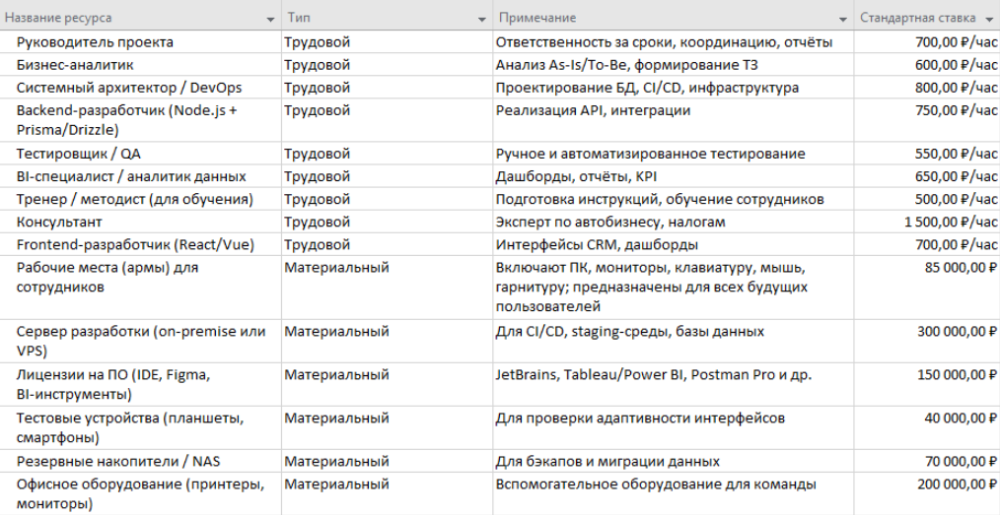 Название ресурса Тип Примечание Стандартная ставка
Руководитель проекта Трудовой Ответственность за сроки, координацию, отчёты 700,00 ₽/час
Бизнес-аналитик Трудовой Анализ As-Is/To-Be, формирование ТЗ 600,00 ₽/час
Системный архитектор / DevOps Трудовой Проектирование БД, CI/CD, инфраструктура 800,00 ₽/час
Backend-разработчик (Node.js + Трудовой Реализация API, интеграции 750,00 ₽/час
Prisma/Drizzle)
Тестировщик / QA Трудовой Ручное и автоматизированное тестирование 550,00 ₽/час
BI-специалист / аналитик данных Трудовой Дашборды, отчёты, KPI 650,00 ₽/час
Тренер / методист (для обучения) Трудовой Подготовка инструкций, обучение сотрудников 500,00 ₽/час
Консультант Трудовой Эксперт по автобизнесу, налогам 1 500,00 ₽/час
Frontend-разработчик (React/Vue) Трудовой Интерфейсы CRM, дашборды 700,00 ₽/час
Рабочие места (армы) для Материальный Включают ПК, мониторы, клавиатуру, мышь, 85 000,00 ₽
сотрудников гарнитуру; предназначены для всех будущих
пользователей
Сервер разработки (on-premise или Материальный Для CI/CD, staging-среды, базы данных 300 000,00 ₽
VPS)
Лицензии на ПО (IDE, Figma, Материальный JetBrains, Tableau/Power BI, Postman Pro и др. 150 000,00 ₽
BI-инструменты)
Тестовые устройства (планшеты, Материальный Для проверки адаптивности интерфейсов 40 000,00 ₽
смартфоны)
Резервные накопители / NAS Материальный Для бэкапов и миграции данных 70 000,00 ₽
Офисное оборудование (принтеры, Материальный Вспомогательное оборудование для команды 200 000,00 ₽
мониторы)